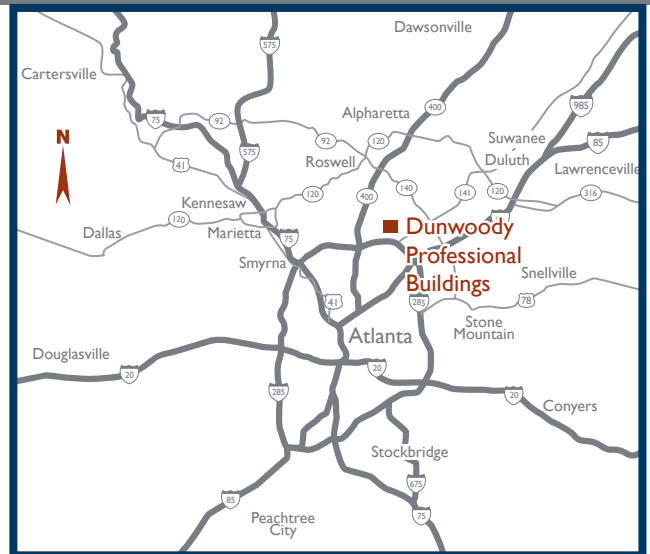 Dawsonville
575
Cartersville
985
400
Alpharetta
75
92
Suwanee
N
92
120
85
575
Duluth
Roswell
41
Lawrenceville
120
140
141
120
316
400
Kennesaw
120
Dallas
Marietta
75
Dunwoody
Professional
Buildings
Smyrna
Snellville
41
285
78
Stone
Mountain
Atlanta
Douglasville
20
20
285
20
Conyers
Stockbridge
675
85
75
Peachtree
City